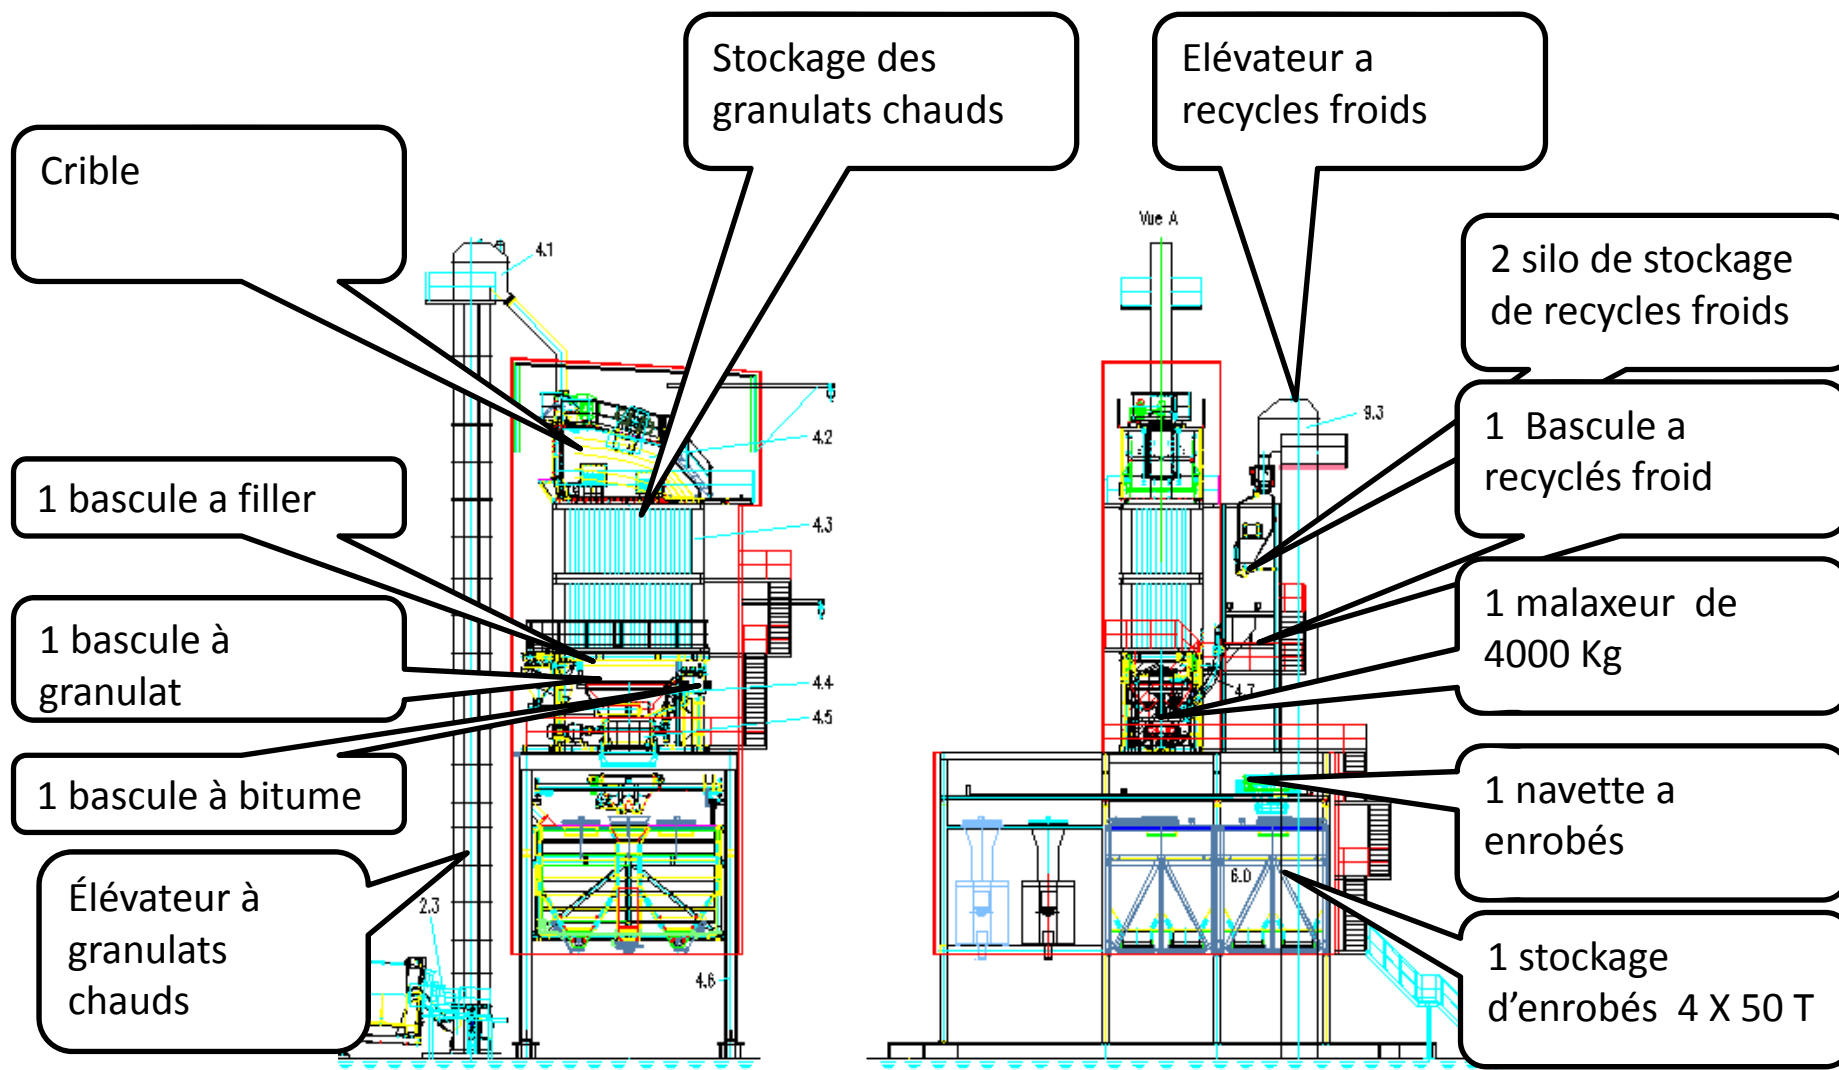 Stockage des
granulats chauds
Elévateur a
recycles froids
Crible
Vue A
2 silo de stockage
de recycles froids
4.1
9.3
1  Bascule a
recyclés froid
4.2
1 bascule a filler
4.3
1 malaxeur  de
4000 Kg
1 bascule à
granulat
4.4
4.7
4.5
1 bascule à bitume
1 navette a
enrobés
Élévateur à
granulats
chauds
2.3
6.0
4.6
1 stockage
d’enrobés  4 X 50 T